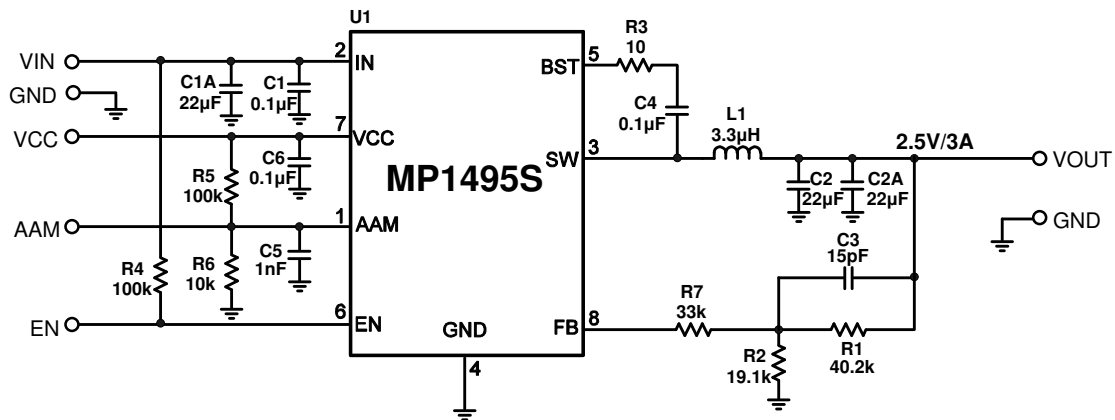 U1
VIN
GND
VCC
AAM
EN
2
IN
C1A
22µF
C1
0.1µF
7
VCC
R5
100k
C6
0.1µF
1
AAM
R4
100k
R6
10k
C5
1nF
6
EN
MP1495S
GND
4
BST
5
R3
10
C4
0.1µF
SW
3
L1
3.3µH
2.5V/3A
C2
22µF
C2A
22µF
VOUT
GND
C3
15pF
FB
8
R7
33k
R2
19.1k
R1
40.2k